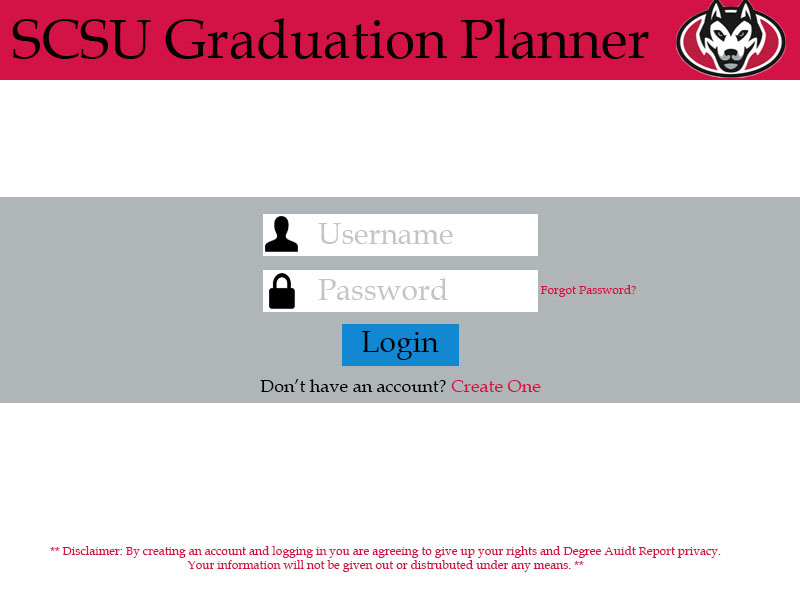 SCSU Graduation Planner
Username
Password
Forgot Password?
Login
Don't have an account? Create One
** Disclaimer: By creating an account and logging in you are agreeing to give up your rights and Degree Auidt Report privacy.
Your information will not be given out or distrubuted under any means. **